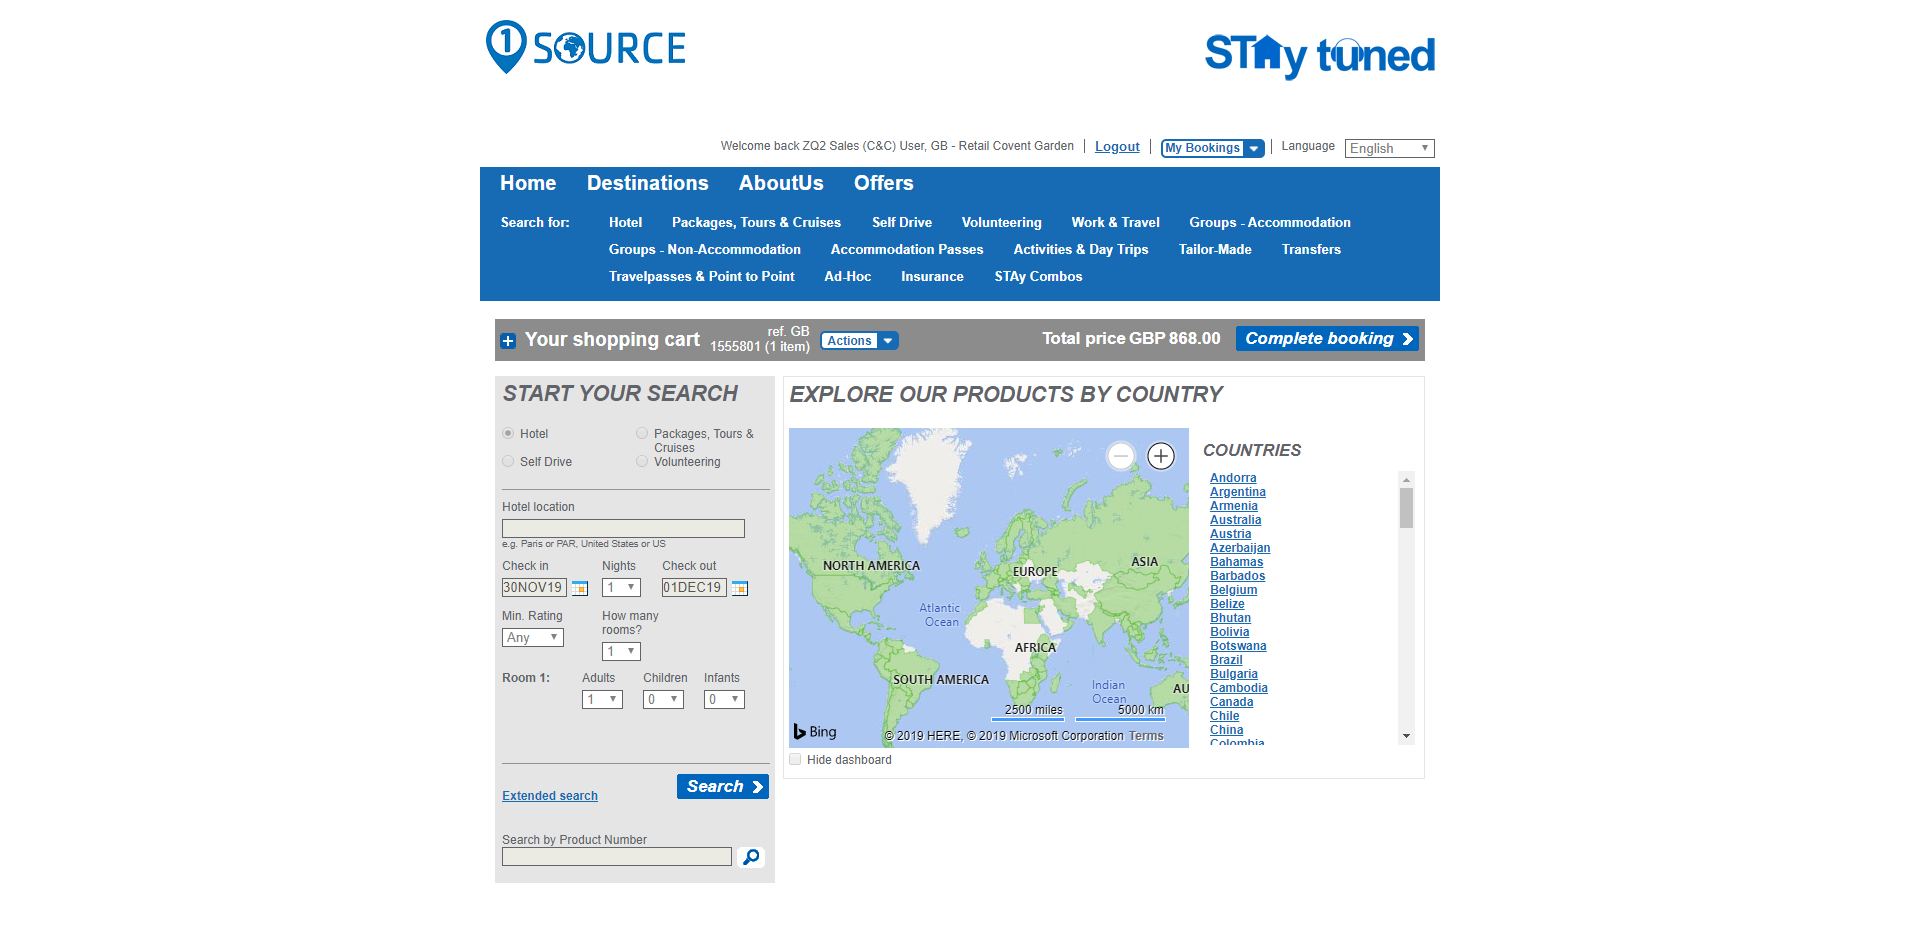 1 SOURCE
STAy tuned
Welcome back ZQ2 Sales (C&C) User, GB - Retail Covent Garden
Logout
My Bookings
Language
English
Home Destinations AboutUs Offers
Search for: Hotel Packages, Tours & Cruises Self Drive Volunteering Work & Travel Groups - Accommodation
Groups - Non-Accommodation Accommodation Passes Activities & Day Trips Tailor-Made Transfers
Travelpasses & Point to Point Ad-Hoc Insurance STAy Combos
Your shopping cart
ref. GB
1555801 (1 item)
Actions
Total price GBP 868.00
Complete booking
START YOUR SEARCH
Hotel
Packages, Tours &
Cruises
Self Drive
Volunteering
Hotel location
e.g. Paris or PAR, United States or US
Check in Nights Check out
30NOV19 1 01DEC19
Min. Rating
How many
rooms?
Any
1
Room 1: Adults Children Infants
1 0 0
Extended search
Search
Search by Product Number
EXPLORE OUR PRODUCTS BY COUNTRY
NORTH AMERICA
EUROPE
ASIA
Atlantic
Ocean
AFRICA
SOUTH AMERICA
Indian
Ocean
AU
2500 miles 5000 km
Bing
© 2019 HERE, © 2019 Microsoft Corporation Terms
Hide dashboard
COUNTRIES
Andorra
Argentina
Armenia
Australia
Austria
Azerbaijan
Bahamas
Barbados
Belgium
Belize
Bhutan
Bolivia
Botswana
Brazil
Bulgaria
Cambodia
Canada
Chile
China
Colombia